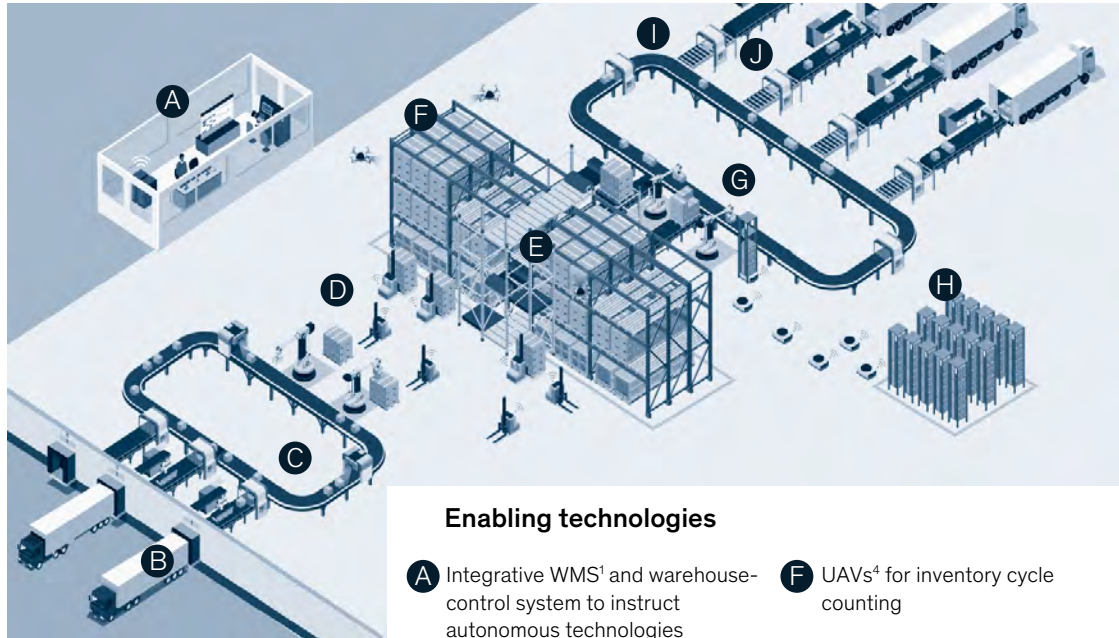 A
F
I
J
G
E
D
H
C
B
Enabling technologies
A Integrative WMS¹ and warehouse-
control system to instruct
autonomous technologies
F UAVs⁴ for inventory cycle
counting